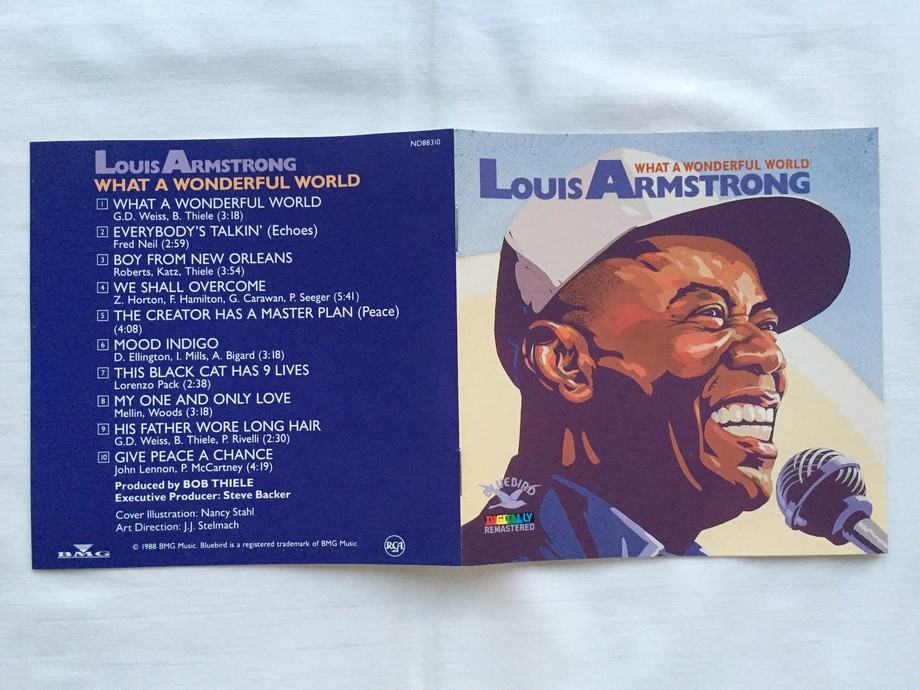 NDB8310
LOUIS ARMSTRONG
WHAT A WONDERFUL WORLD
1 WHAT A WONDERFUL WORLD
G.D. Weiss, B. Thiele (3:18)
2 EVERYBODY'S TALKIN' (Echoes)
Fred Neil (2:59)
3 BOY FROM NEW ORLEANS
Roberts, Katz, Thiele (3:54)
4 WE SHALL OVERCOME
Z. Horton, F. Hamilton, G. Carawan, P. Seeger (5:41)
5 THE CREATOR HAS A MASTER PLAN (Peace)
(4:08)
6 MOOD INDIGO
D. Ellington, I. Mills, A. Bigard (3:18)
7 THIS BLACK CAT HAS 9 LIVES
Lorenzo Pack (2:38)
8 MY ONE AND ONLY LOVE
Mellin, Woods (3:18)
9 HIS FATHER WORE LONG HAIR
G.D. Weiss, B. Thiele, P. Rivelli (2:30)
10 GIVE PEACE A CHANCE
John Lennon, P. McCartney (4:19)
Produced by BOB THIELE
Executive Producer: Steve Backer
Cover Illustration: Nancy Stahl
Art Direction: J.J. Stelmach
BMG
© 1988 BMG Music. Bluebird is a registered trademark of BMG Music.
RCA
WHAT A WONDERFUL WORLD
LOUIS ARMSTRONG
BLUEBIRD
DIGITALLY
REMASTERED